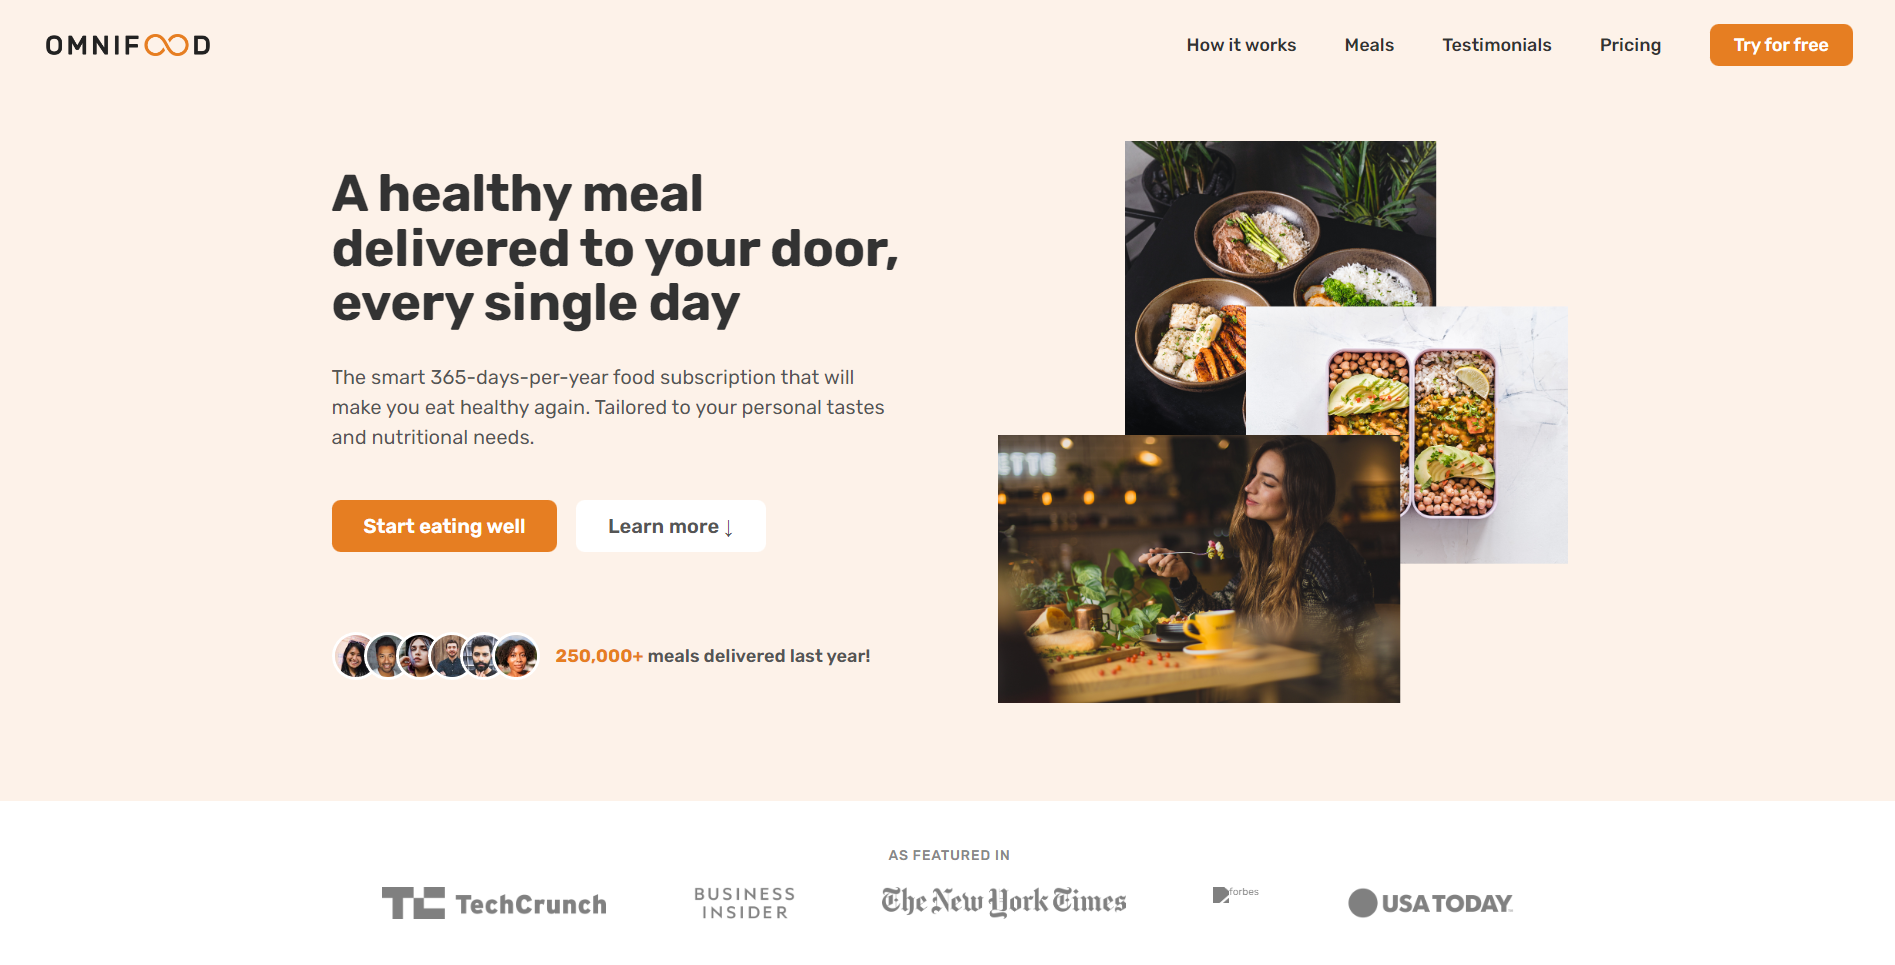 OMNIFOOD
How it works
Meals
Testimonials
Pricing
Try for free
A healthy meal
delivered to your door,
every single day
The smart 365-days-per-year food subscription that will
make you eat healthy again. Tailored to your personal tastes
and nutritional needs.
Start eating well
Learn more ↓
250,000+ meals delivered last year!
ETTE
AS FEATURED IN
TC TechCrunch
BUSINESS
INSIDER
The New York Times
forbes
USA TODAY